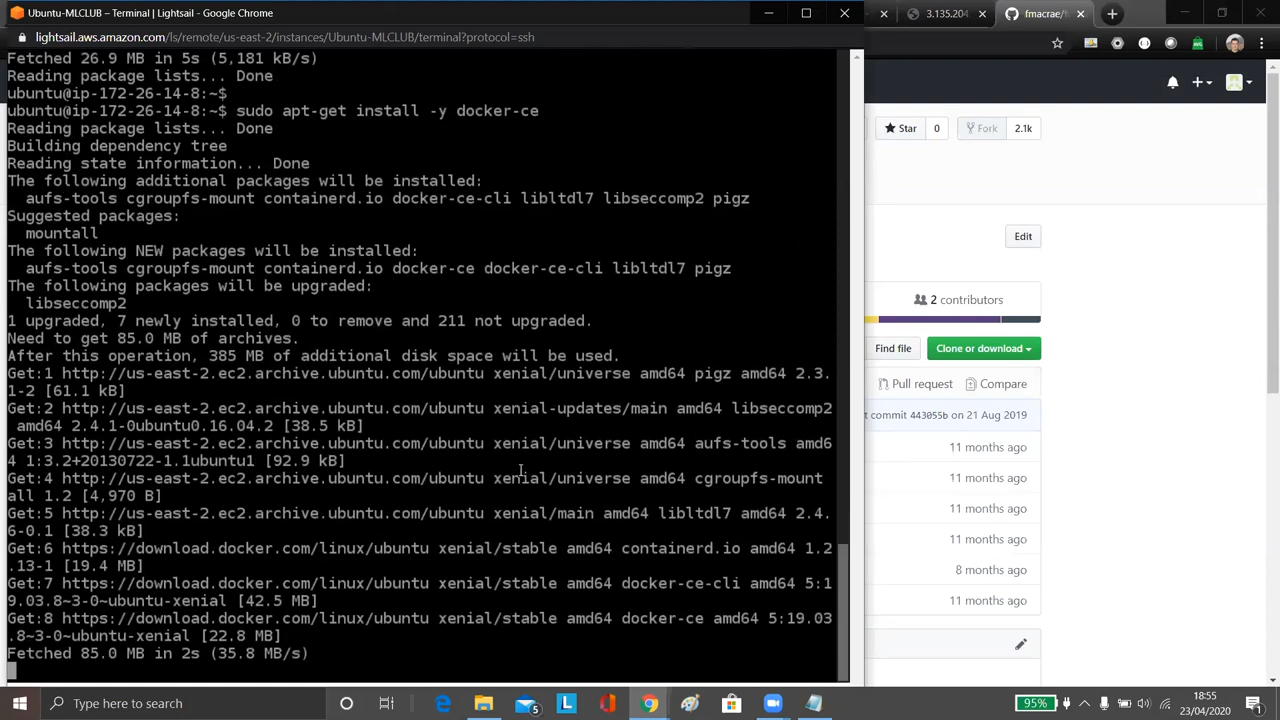 Ubuntu-MLCLUB – Terminal | Lightsail - Google Chrome
lightsail.aws.amazon.com/ls/remote/us-east-2/instances/Ubuntu-MLCLUB/terminal?protocol=ssh
Fetched 26.9 MB in 5s (5,181 kB/s)
Reading package lists... Done
ubuntu@ip-172-26-14-8:~$
ubuntu@ip-172-26-14-8:~$ sudo apt-get install -y docker-ce
Reading package lists... Done
Building dependency tree
Reading state information... Done
The following additional packages will be installed:
aufs-tools cgroupfs-mount containerd.io docker-ce-cli libltdl7 libseccomp2 pigz
Suggested packages:
mountall
The following NEW packages will be installed:
aufs-tools cgroupfs-mount containerd.io docker-ce docker-ce-cli libltdl7 pigz
The following packages will be upgraded:
libseccomp2
1 upgraded, 7 newly installed, 0 to remove and 211 not upgraded.
Need to get 85.0 MB of archives.
After this operation, 385 MB of additional disk space will be used.
Get:1 http://us-east-2.ec2.archive.ubuntu.com/ubuntu xenial/universe amd64 pigz amd64 2.3.
1-2 [61.1 kB]
Get:2 http://us-east-2.ec2.archive.ubuntu.com/ubuntu xenial-updates/main amd64 libseccomp2
amd64 2.4.1-0ubuntu0.16.04.2 [38.5 kB]
Get:3 http://us-east-2.ec2.archive.ubuntu.com/ubuntu xenial/universe amd64 aufs-tools amd6
4 1:3.2+20130722-1.1ubuntu1 [92.9 kB]
Get:4 http://us-east-2.ec2.archive.ubuntu.com/ubuntu xenial/universe amd64 cgroupfs-mount
all 1.2 [4,970 B]
Get:5 http://us-east-2.ec2.archive.ubuntu.com/ubuntu xenial/main amd64 libltdl7 amd64 2.4.
6-0.1 [38.3 kB]
Get:6 https://download.docker.com/linux/ubuntu xenial/stable amd64 containerd.io amd64 1.2
.13-1 [19.4 MB]
Get:7 https://download.docker.com/linux/ubuntu xenial/stable amd64 docker-ce-cli amd64 5:1
9.03.8~3-0~ubuntu-xenial [42.5 MB]
Get:8 https://download.docker.com/linux/ubuntu xenial/stable amd64 docker-ce amd64 5:19.03
.8~3-0~ubuntu-xenial [22.8 MB]
Fetched 85.0 MB in 2s (35.8 MB/s)
3.135.204
fmacrae/
Star 0 Fork 2.1k
Edit
2 contributors
Find file Clone or download
Pull request Compare
commit 443055b on 21 Aug 2019
11 months ago
11 months ago
11 months ago
8 months ago
11 months ago
Type here to search
5
L
95%
18:55
23/04/2020
1